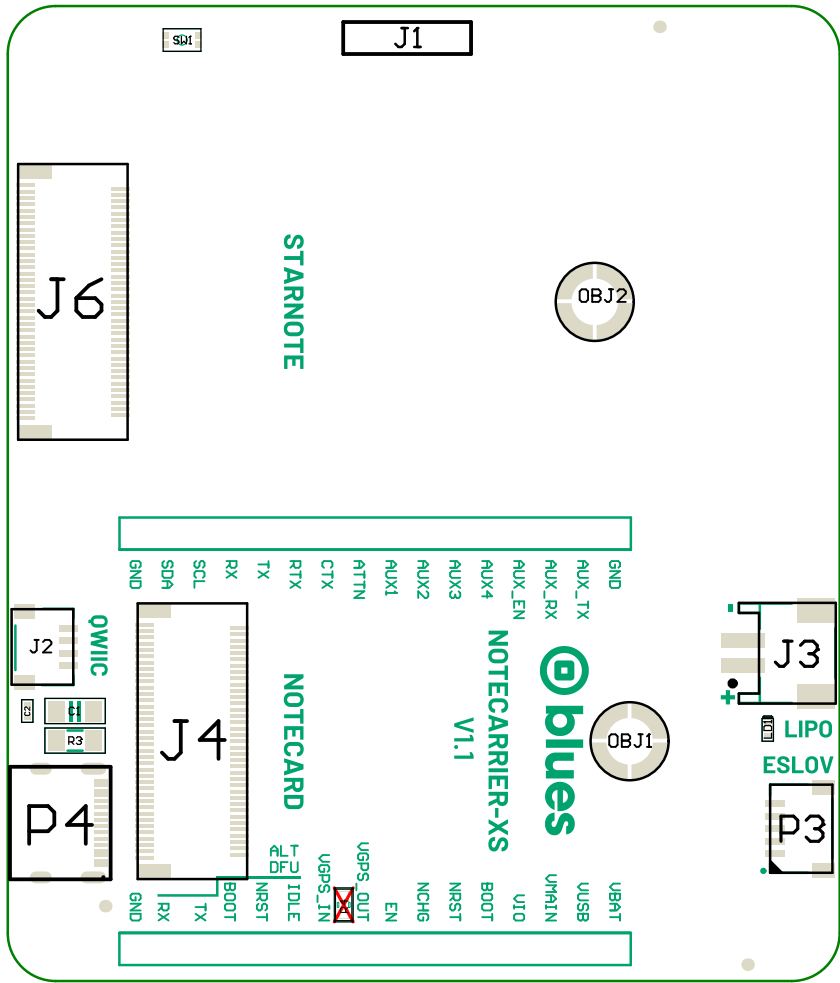 SW1
J1
J6
STARNOTE
OBJ2
GND
SDA
SCL
RX
TX
RTX
CTX
ATTN
AUX1
AUX2
AUX3
AUX4
AUX_EN
AUX_RX
AUX_TX
GND
J2
QWIIC
J4
NOTECARD
NOTECARRIER-XS
V1.1
blues
OBJ1
-
J3
+
C2
C1
R3
LIPO
ESLOV
P4
P3
ALT
DFU
GND
RX
TX
BOOT
NRST
IDLE
VGPS_IN
VGPS_OUT
EN
NCHG
NRST
BOOT
VIO
VMAIN
VUSB
VBAT